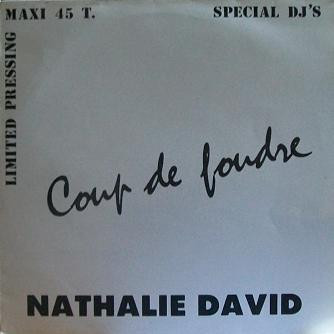 MAXI 45 T.
SPECIAL DJ'S
LIMITED PRESSING
Coup de foudre
NATHALIE DAVID